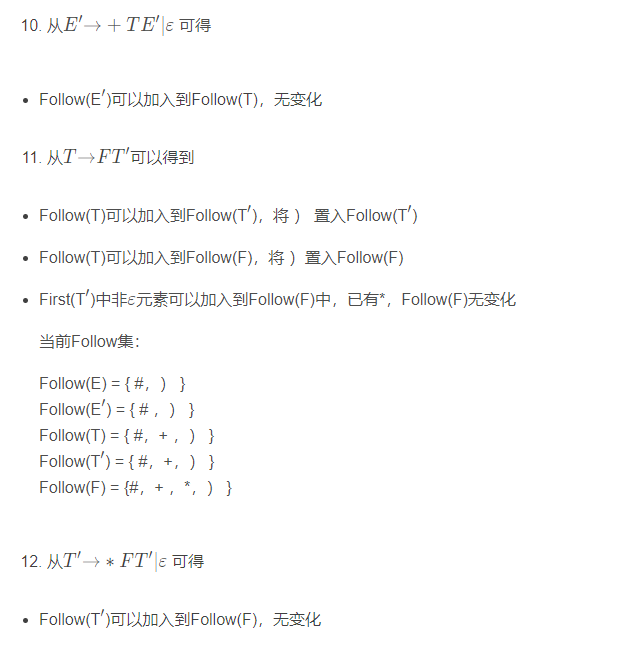 10. 从E′→ + TE′|ε 可得
• Follow(E′)可以加入到Follow(T)，无变化
11. 从T→FT′可以得到
• Follow(T)可以加入到Follow(T′)，将 ） 置入Follow(T′)
• Follow(T)可以加入到Follow(F)，将 ）置入Follow(F)
• First(T′)中非ε元素可以加入到Follow(F)中，已有*，Follow(F)无变化
当前Follow集：
Follow(E) = { #， ） }
Follow(E′) = { # ， ） }
Follow(T) = { #， + ， ） }
Follow(T′) = { #， +， ） }
Follow(F) = {#， + ， *， ） }
12. 从T′→ * FT′|ε 可得
• Follow(T′)可以加入到Follow(F)，无变化